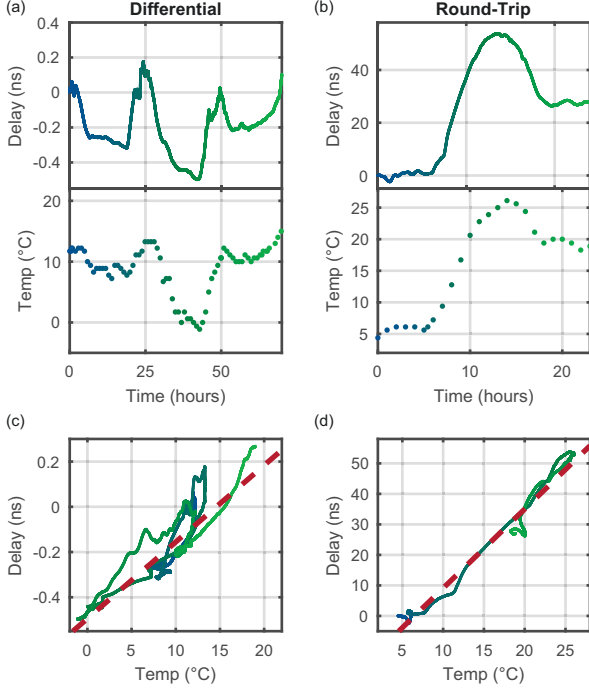 (a) Differential
(b) Round-Trip
Delay (ns)
0.4
0.2
0
-0.2
-0.4
Delay (ns)
40
20
0
Temp (°C)
20
10
0
0 25 50
Time (hours)
Temp (°C)
25
20
15
10
5
0 10 20
Time (hours)
(c)
(d)
Delay (ns)
0.2
0
-0.2
-0.4
0 5 10 15 20
Temp (°C)
Delay (ns)
60
50
40
30
20
10
0
5 10 15 20 25
Temp (°C)